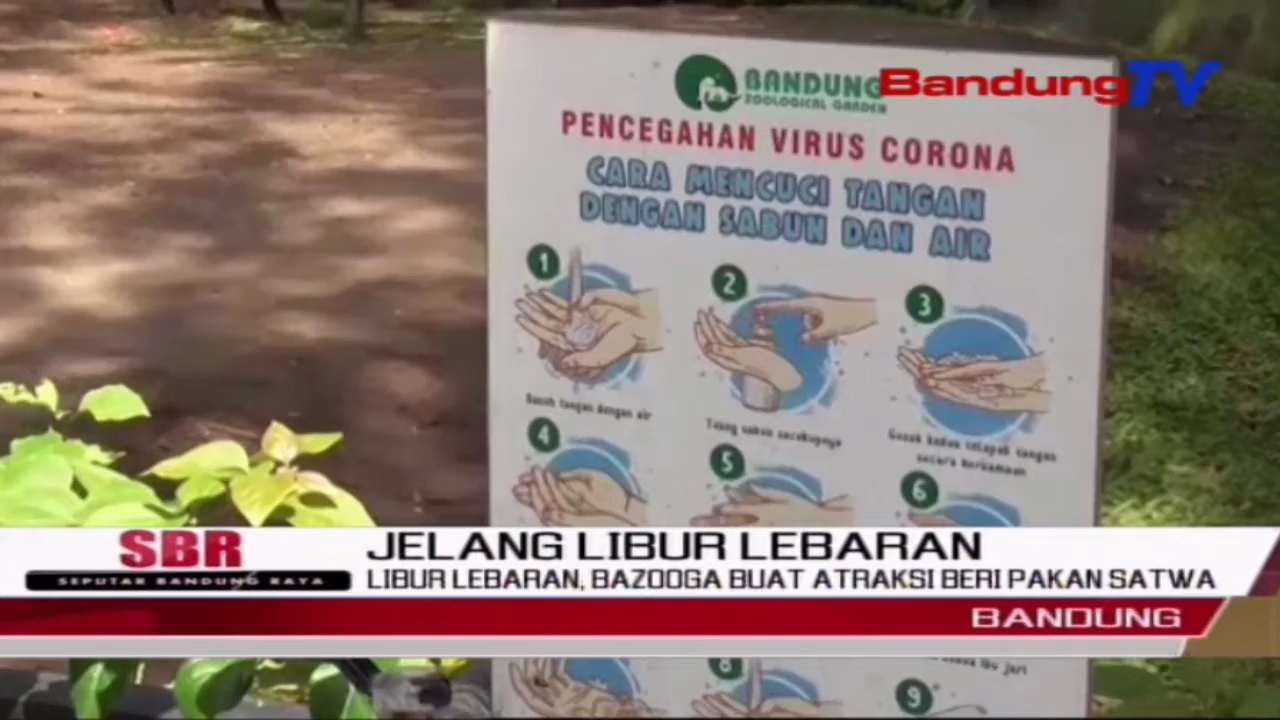 BANDUNG
ZOOLOGICAL GARDEN
BandungTV
PENCEGAHAN VIRUS CORONA
CARA MENCUCI TANGAN
DENGAN SABUN DAN AIR
1
2
3
Basuh tangan dengan air
Tuang sabun secukupnya
Gosok kedua telapak tangan
secara bersamaan
4
5
6
SBR
SEPUTAR BANDUNG RAYA
JELANG LIBUR LEBARAN
LIBUR LEBARAN, BAZOOGA BUAT ATRAKSI BERI PAKAN SATWA
BANDUNG
ibu jari
8
9